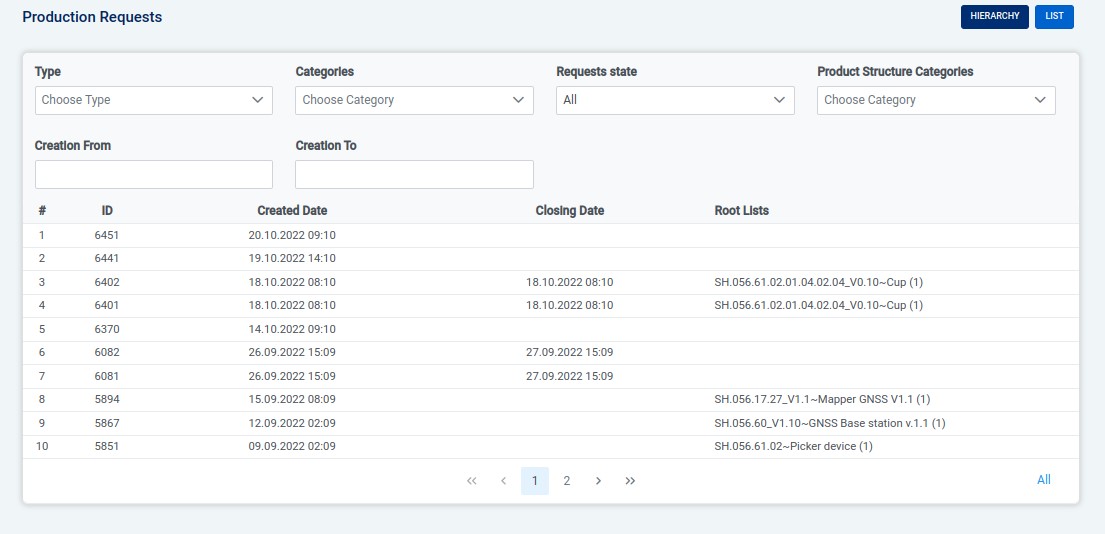 Production Requests HIERARCHY LIST
Type Categories Requests state Product Structure Categories
Choose Type Choose Category All Choose Category
Creation From Creation To
# ID Created Date Closing Date Root Lists
1 6451 20.10.2022 09:10
2 6441 19.10.2022 14:10
3 6402 18.10.2022 08:10 18.10.2022 08:10 SH.056.61.02.01.04.02.04_V0.10~Cup (1)
4 6401 18.10.2022 08:10 18.10.2022 08:10 SH.056.61.02.01.04.02.04_V0.10~Cup (1)
5 6370 14.10.2022 09:10
6 6082 26.09.2022 15:09 27.09.2022 15:09
7 6081 26.09.2022 15:09 27.09.2022 15:09
8 5894 15.09.2022 08:09 SH.056.17.27_V1.1~Mapper GNSS V1.1 (1)
9 5867 12.09.2022 02:09 SH.056.60_V1.10~GNSS Base station v.1.1 (1)
10 5851 09.09.2022 02:09 SH.056.61.02~Picker device (1)
« ‹ 1 2 › » All